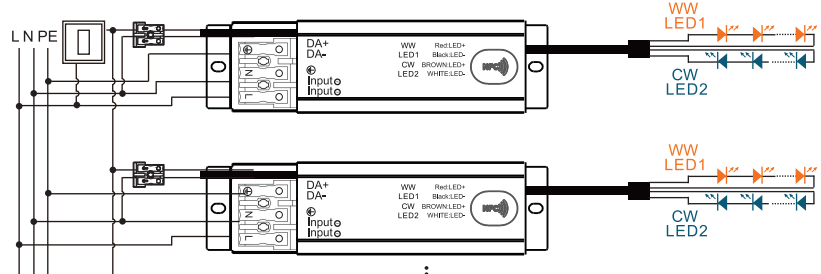 L N PE
DA+
DA-
Input
Input
N
L
WW
LED1
CW
LED2
Red:LED+
Black:LED-
BROWN:LED+
WHITE:LED-
NFC
WW
LED1
CW
LED2
DA+
DA-
Input
Input
N
L
WW
LED1
CW
LED2
Red:LED+
Black:LED-
BROWN:LED+
WHITE:LED-
NFC
WW
LED1
CW
LED2